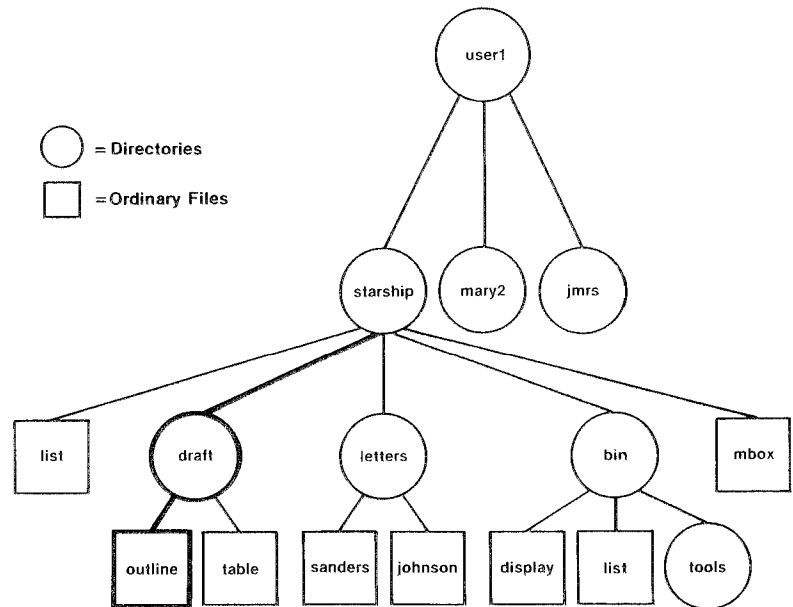 user1
= Directories
= Ordinary Files
starship
mary2
jmrs
list
draft
letters
bin
mbox
outline
table
sanders
johnson
display
list
tools